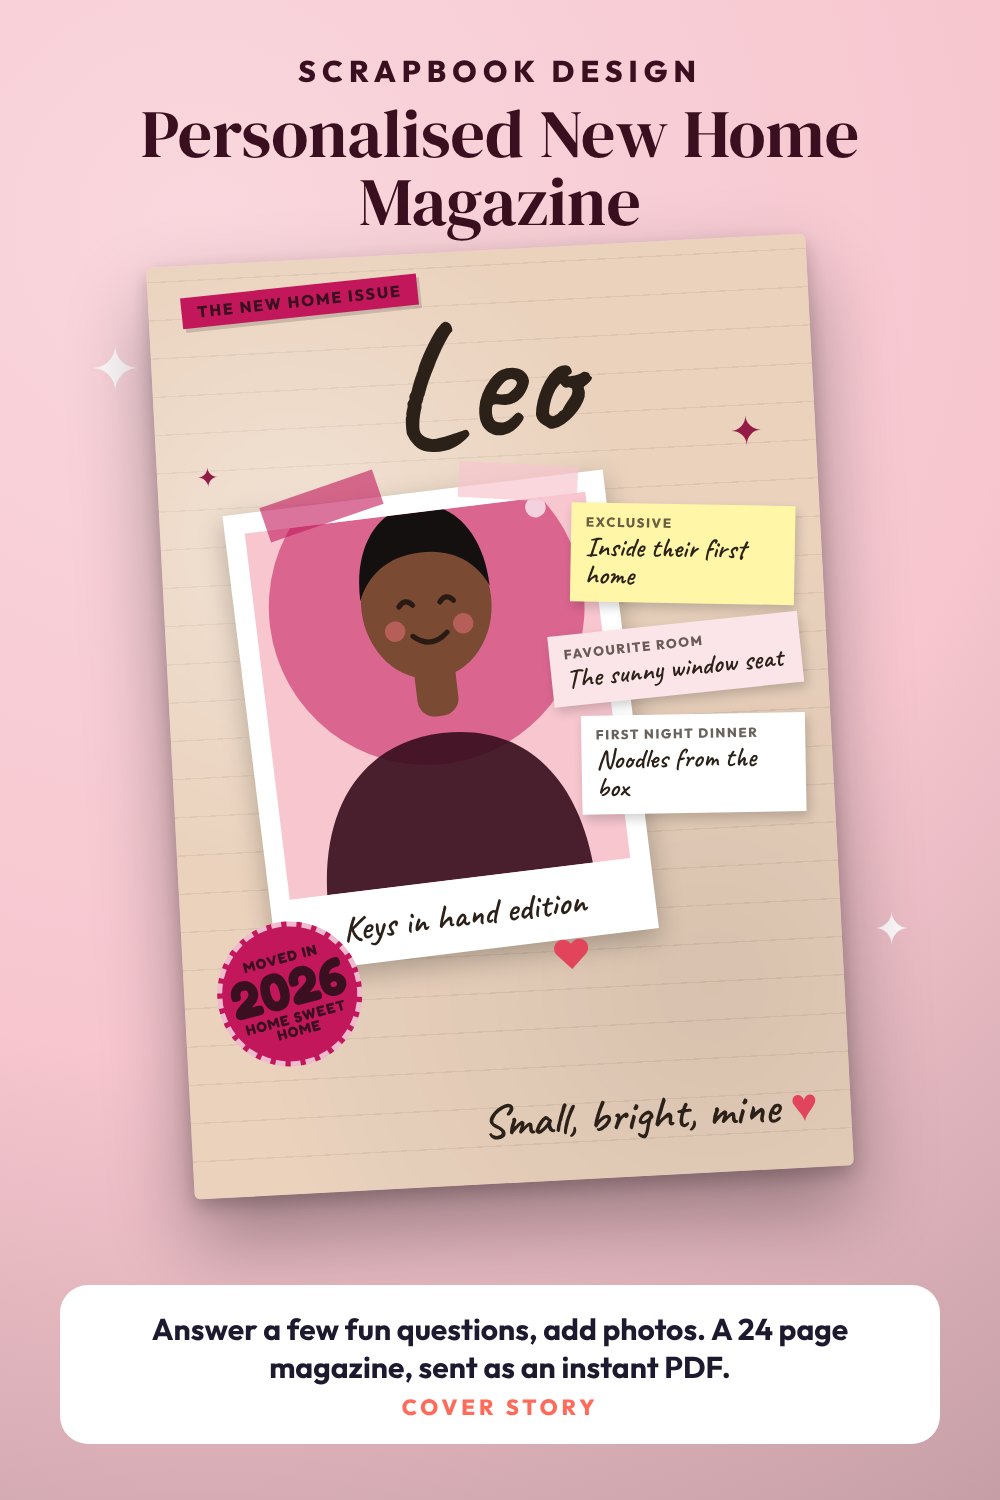 SCRAPBOOK DESIGN
Personalised New Home
Magazine
THE NEW HOME ISSUE
Leo
EXCLUSIVE
Inside their first
home
FAVOURITE ROOM
The sunny window seat
FIRST NIGHT DINNER
Noodles from the
box
Keys in hand edition
MOVED IN
2026
HOME SWEET
HOME
Small, bright, mine
Answer a few fun questions, add photos. A 24 page
magazine, sent as an instant PDF.
COVER STORY